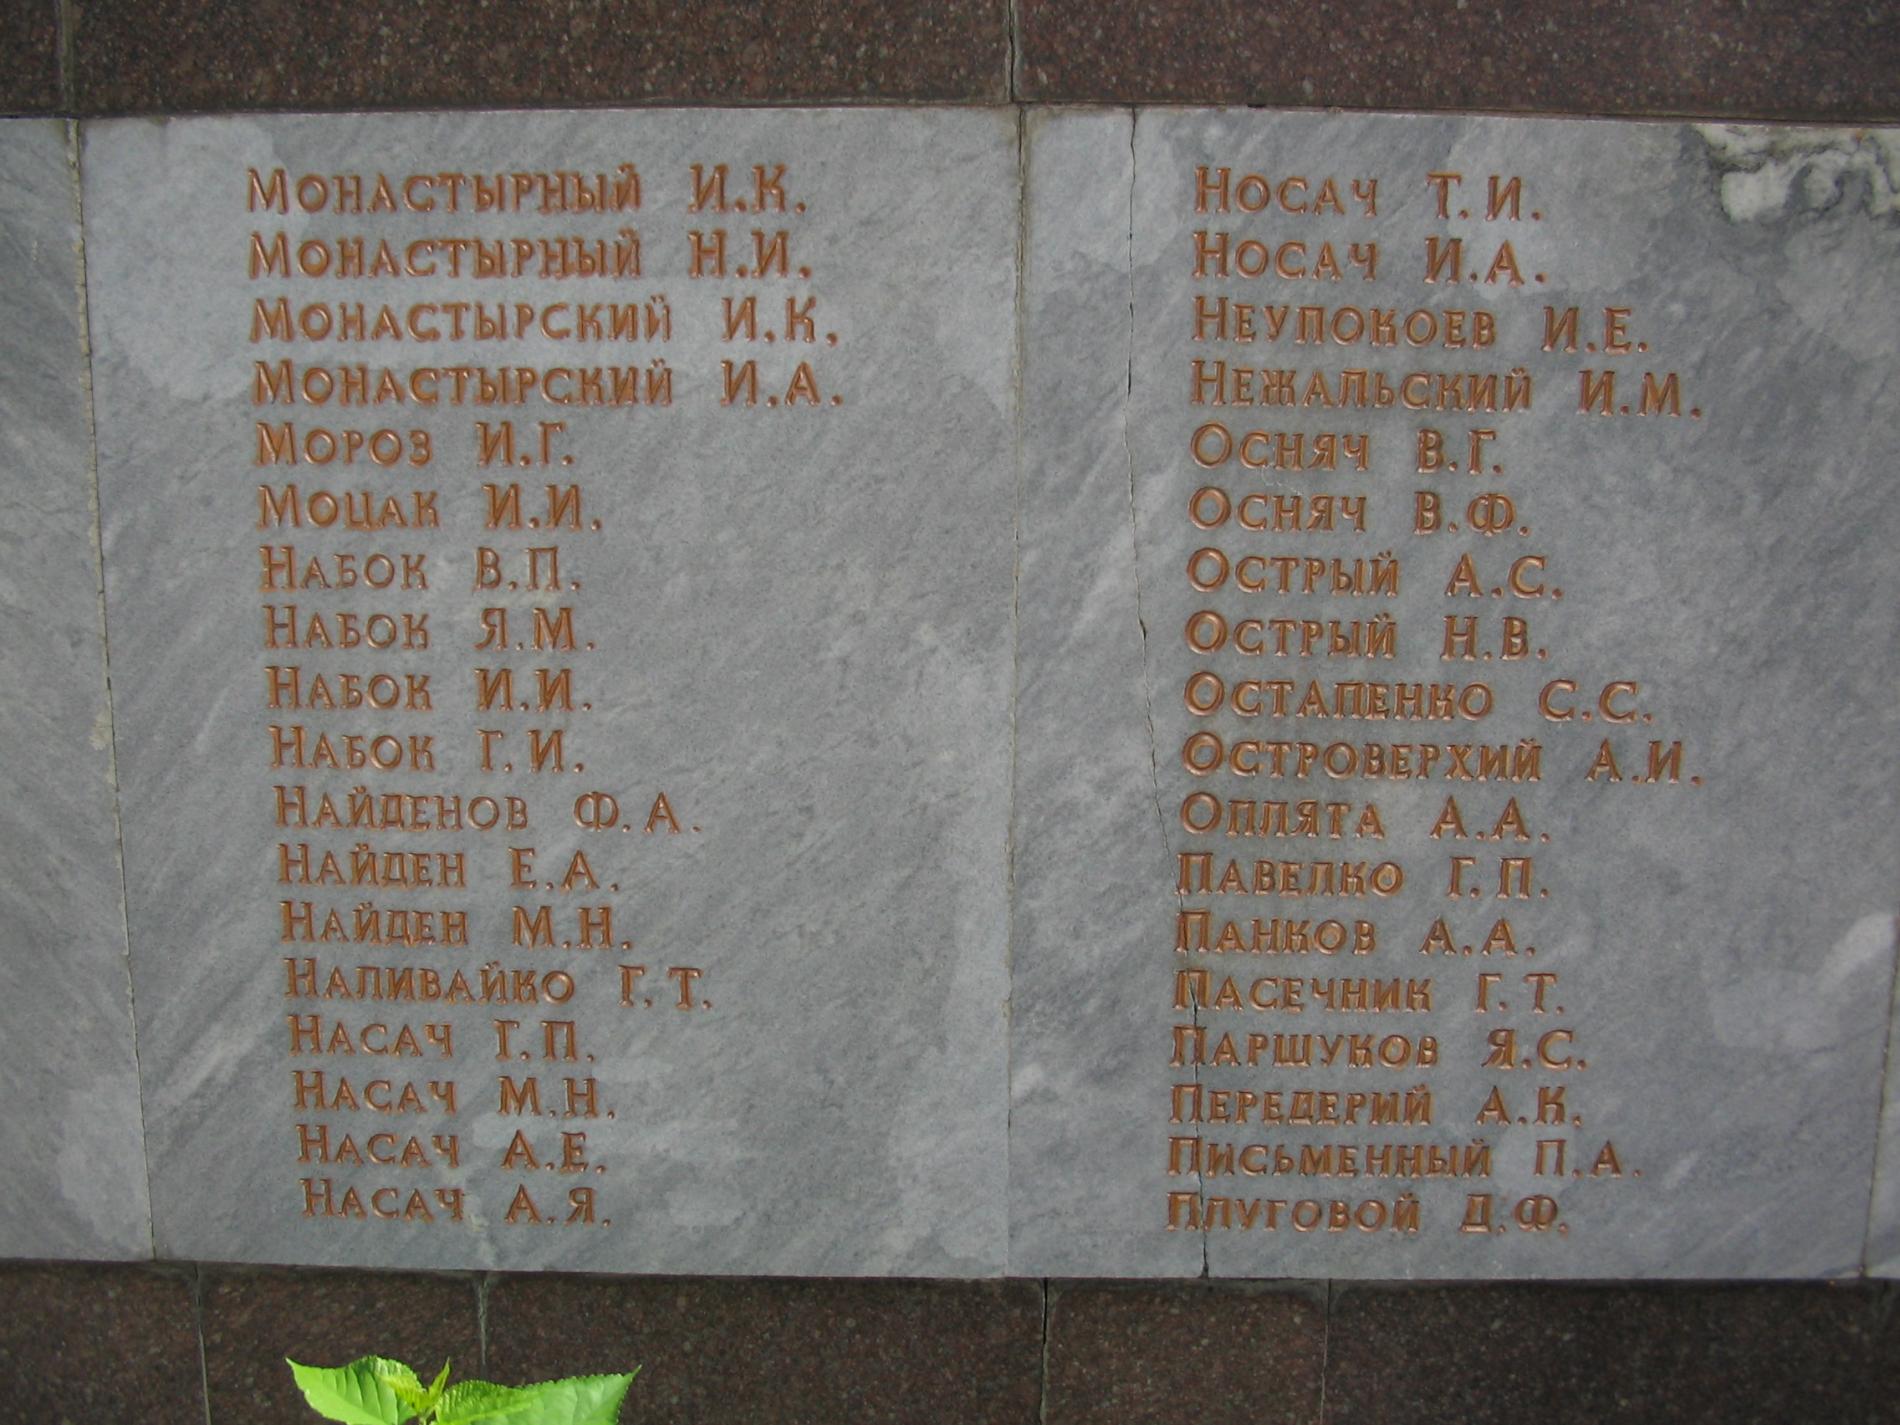 Монастырный И.К.
Монастырный Н.И.
Монастырский И.К.
Монастырский И.А.
Мороз И.Г.
Моцак И.И.
Набок В.П.
Набок Я.М.
Набок И.И.
Набок Г.И.
Найденов Ф.А.
Найден Е.А.
Найден М.Н.
Наливайко Г.Т.
Насач Г.П.
Насач М.Н.
Насач А.Е.
Насач А.Я.
Носач Т.И.
Носач И.А.
Неупокоев И.Е.
Нежальский И.М.
Осняч В.Г.
Осняч В.Ф.
Острый А.С.
Острый Н.В.
Остапенко С.С.
Островерхий А.И.
Оплята А.А.
Павелко Г.П.
Панков А.А.
Пасечник Г.Т.
Паршуков Я.С.
Передерий А.К.
Письменный П.А.
Плуговой Д.Ф.